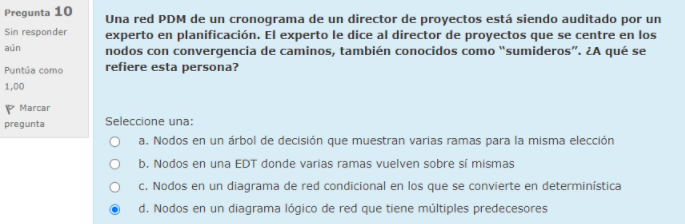 Pregunta 10
Sin responder
aún
Puntúa como
1,00
Marcar
pregunta
Una red PDM de un cronograma de un director de proyectos está siendo auditado por un
experto en planificación. El experto le dice al director de proyectos que se centre en los
nodos con convergencia de caminos, también conocidos como “sumideros”. ¿A qué se
refiere esta persona?
Seleccione una:
a. Nodos en un árbol de decisión que muestran varias ramas para la misma elección
b. Nodos en una EDT donde varias ramas vuelven sobre sí mismas
c. Nodos en un diagrama de red condicional en los que se convierte en determinística
d. Nodos en un diagrama lógico de red que tiene múltiples predecesores